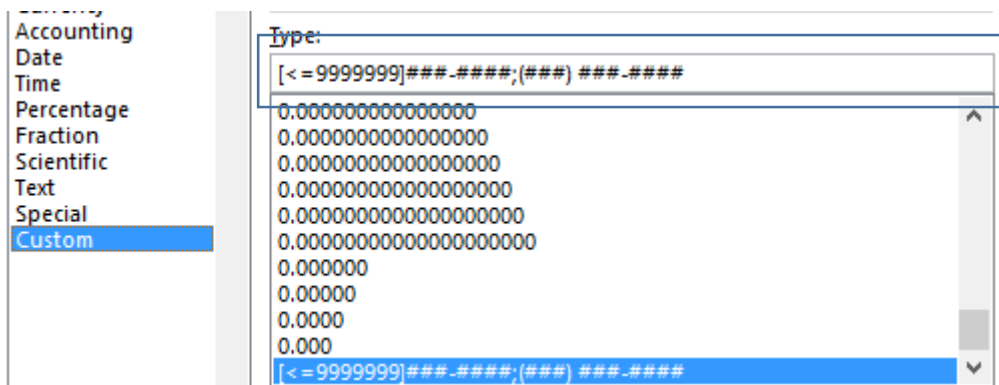 Currency
Accounting
Date
Time
Percentage
Fraction
Scientific
Text
Special
Custom
Type:
[<=9999999]###-####;(###) ###-####
0.000000000000000
0.0000000000000000
0.00000000000000000
0.000000000000000000
0.0000000000000000000
0.00000000000000000000
0.000000
0.00000
0.0000
0.000
[<=9999999]###-####;(###) ###-####